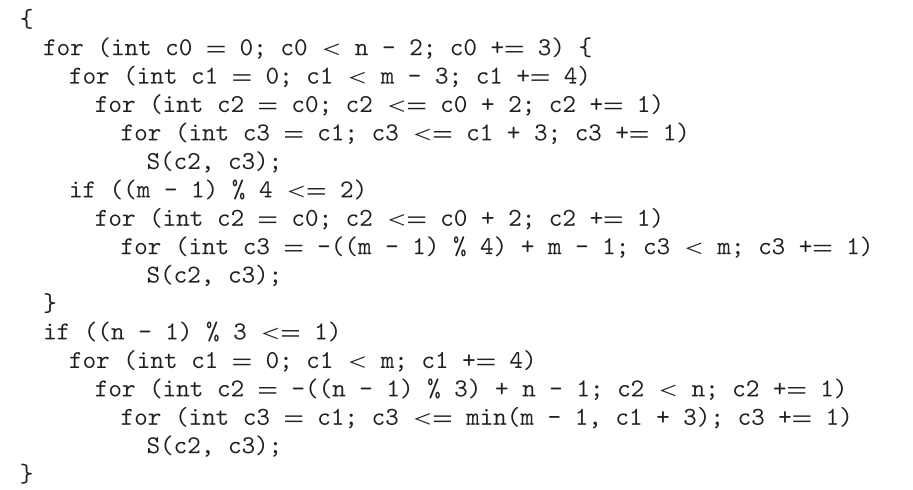 {
  for (int c0 = 0; c0 < n - 2; c0 += 3) {
    for (int c1 = 0; c1 < m - 3; c1 += 4)
      for (int c2 = c0; c2 <= c0 + 2; c2 += 1)
        for (int c3 = c1; c3 <= c1 + 3; c3 += 1)
          S(c2, c3);
    if ((m - 1) % 4 <= 2)
      for (int c2 = c0; c2 <= c0 + 2; c2 += 1)
        for (int c3 = -((m - 1) % 4) + m - 1; c3 < m; c3 += 1)
          S(c2, c3);
  }
  if ((n - 1) % 3 <= 1)
    for (int c1 = 0; c1 < m; c1 += 4)
      for (int c2 = -((n - 1) % 3) + n - 1; c2 < n; c2 += 1)
        for (int c3 = c1; c3 <= min(m - 1, c1 + 3); c3 += 1)
          S(c2, c3);
}